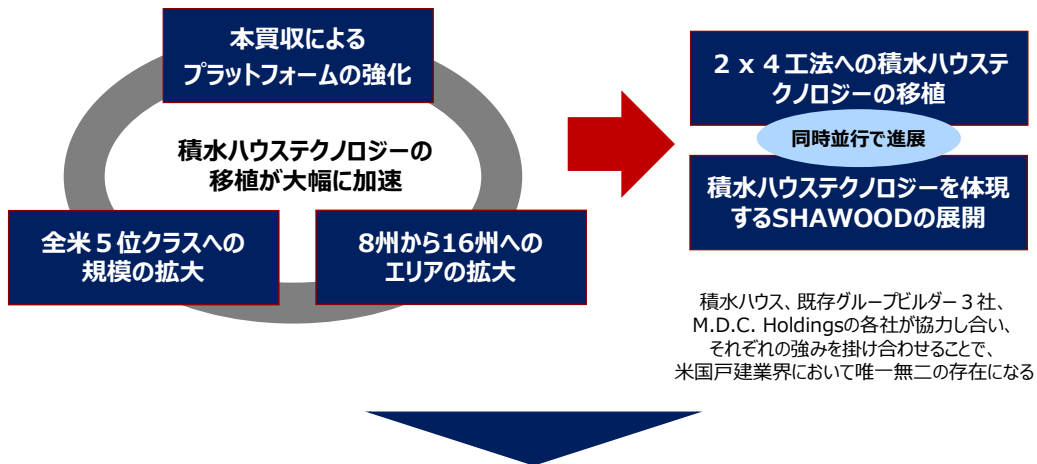 本買収による
プラットフォームの強化
積水ハウステクノロジーの
移植が大幅に加速
全米５位クラスへの
規模の拡大
8州から16州への
エリアの拡大
２ｘ４工法への積水ハウステ
クノロジーの移植
同時並行で進展
積水ハウステクノロジーを体現
するSHAWOODの展開
積水ハウス、既存グループビルダー３社、
M.D.C. Holdingsの各社が協力し合い、
それぞれの強みを掛け合わせることで、
米国戸建業界において唯一無二の存在になる